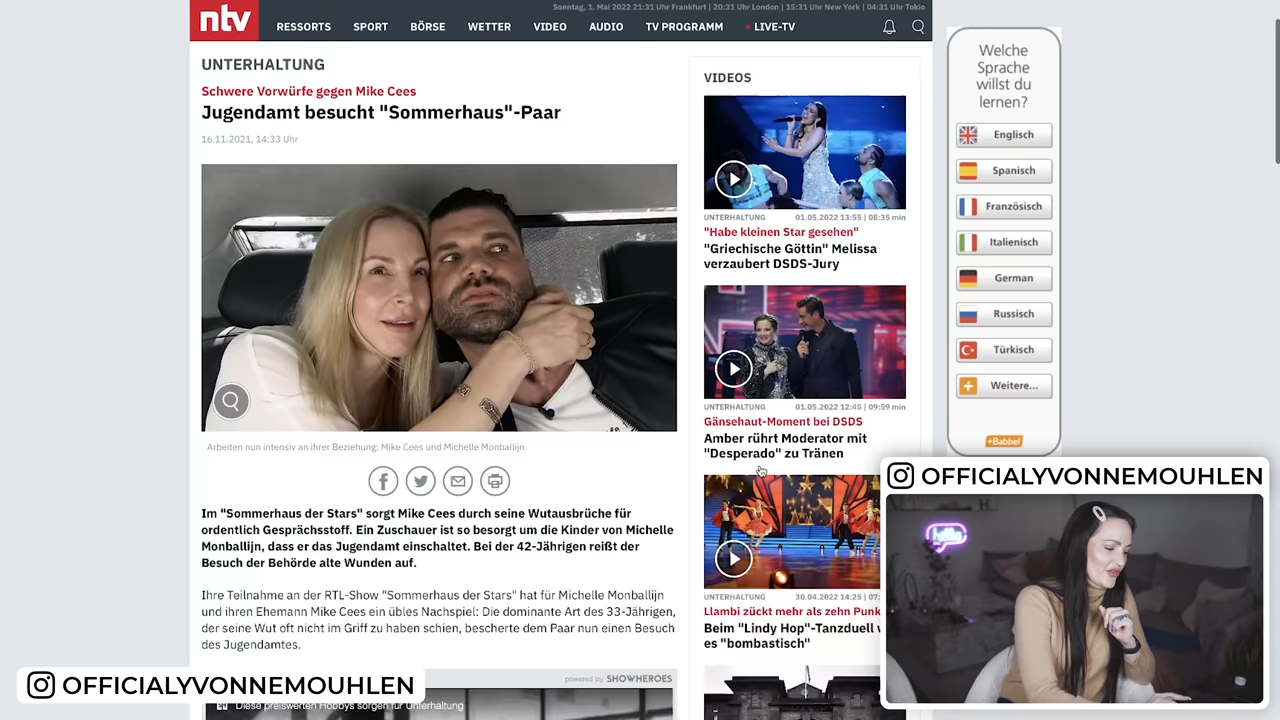 Sonntag, 1. Mai 2022 21:31 Uhr Frankfurt | 20:31 Uhr London | 15:31 Uhr New York | 04:31 Uhr Tokio
ntv
RESSORTS SPORT BÖRSE WETTER VIDEO AUDIO TV PROGRAMM LIVE-TV
UNTERHALTUNG
Schwere Vorwürfe gegen Mike Cees
Jugendamt besucht "Sommerhaus"-Paar
16.11.2021, 14:33 Uhr
Arbeiten nun intensiv an ihrer Beziehung: Mike Cees und Michelle Monballijn.
Im "Sommerhaus der Stars" sorgt Mike Cees durch seine Wutausbrüche für
ordentlich Gesprächsstoff. Ein Zuschauer ist so besorgt um die Kinder von Michelle
Monballijn, dass er das Jugendamt einschaltet. Bei der 42-Jährigen reißt der
Besuch der Behörde alte Wunden auf.
Ihre Teilnahme an der RTL-Show "Sommerhaus der Stars" hat für Michelle Monballijn
und ihren Ehemann Mike Cees ein übles Nachspiel: Die dominante Art des 33-Jährigen,
der seine Wut oft nicht im Griff zu haben schien, bescherte dem Paar nun einen Besuch
des Jugendamtes.
powered by SHOWHEROES
Diese preiswerten Hobbys sorgen für Unterhaltung
OFFICIALYVONNEMOUHLEN
VIDEOS
UNTERHALTUNG 01.05.2022 13:55 | 08:35 min
"Habe kleinen Star gesehen"
"Griechische Göttin" Melissa
verzaubert DSDS-Jury
UNTERHALTUNG 01.05.2022 12:45 | 09:59 min
Gänsehaut-Moment bei DSDS
Amber rührt Moderator mit
"Desperado" zu Tränen
UNTERHALTUNG 30.04.2022 14:25 | 07:
Llambi zückt mehr als zehn Punk
Beim "Lindy Hop"-Tanzduell
es "bombastisch"
Welche
Sprache
willst du
lernen?
Englisch
Spanisch
Französisch
Italienisch
German
Russisch
Türkisch
Weitere...
+Babbel
OFFICIALYVONNEMOUHLEN
hello